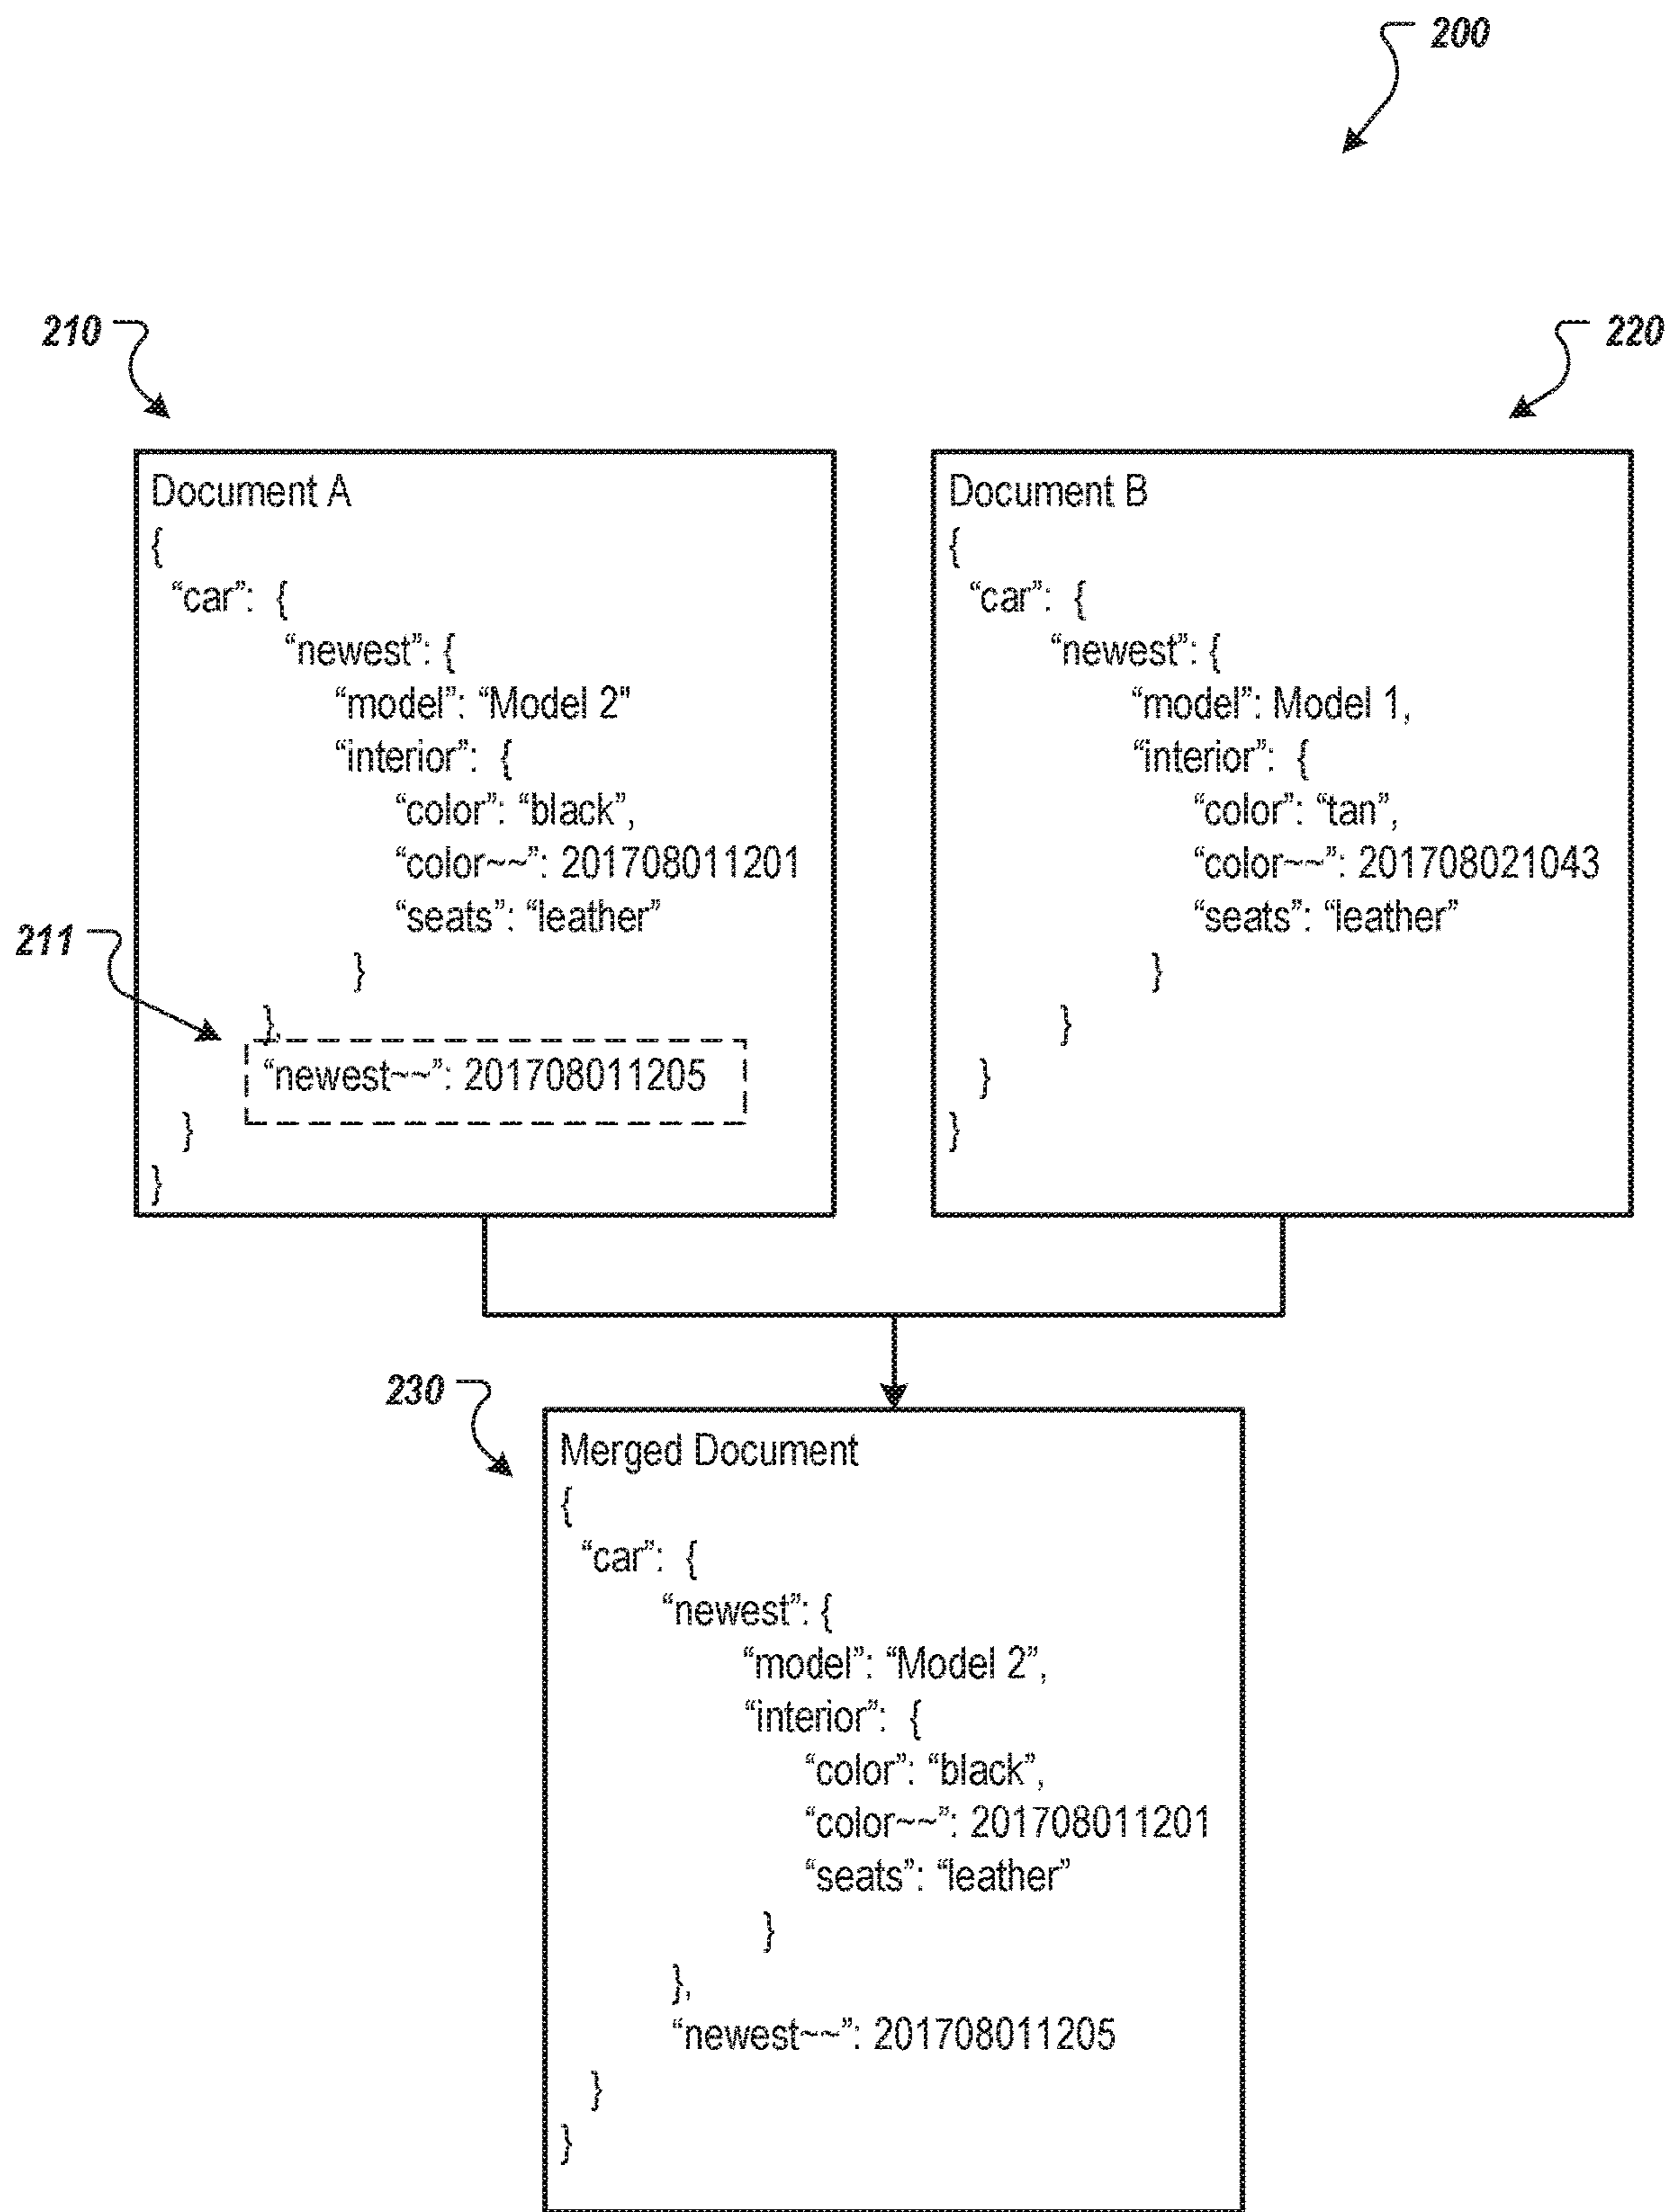 200
210
220
Document A
{
"car": {
"newest": {
"model": "Model 2"
"interior": {
"color": "black",
"color~~": 201708011201
"seats": "leather"
}
},
211
"newest~~": 201708011205
}
}
Document B
{
"car": {
"newest": {
"model": Model 1,
"interior": {
"color": "tan",
"color~~": 201708021043
"seats": "leather"
}
}
}
}
230
Merged Document
{
"car": {
"newest": {
"model": "Model 2",
"interior": {
"color": "black",
"color~~": 201708011201
"seats": "leather"
}
},
"newest~~": 201708011205
}
}